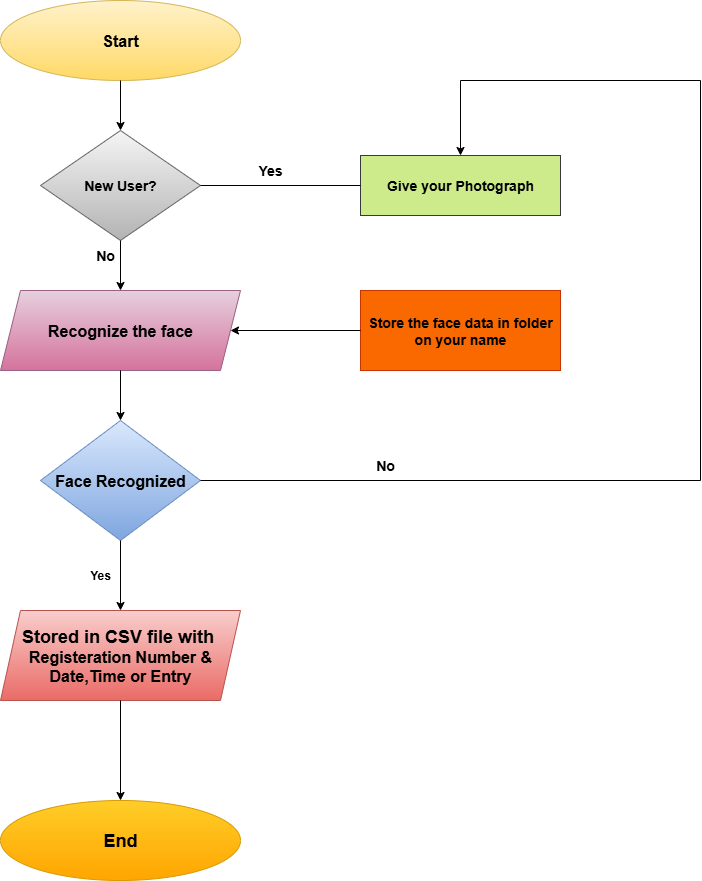 Start
New User?
Yes
Give your Photograph
No
Recognize the face
Store the face data in folder
on your name
Face Recognized
No
Yes
Stored in CSV file with
Registeration Number &
Date,Time or Entry
End